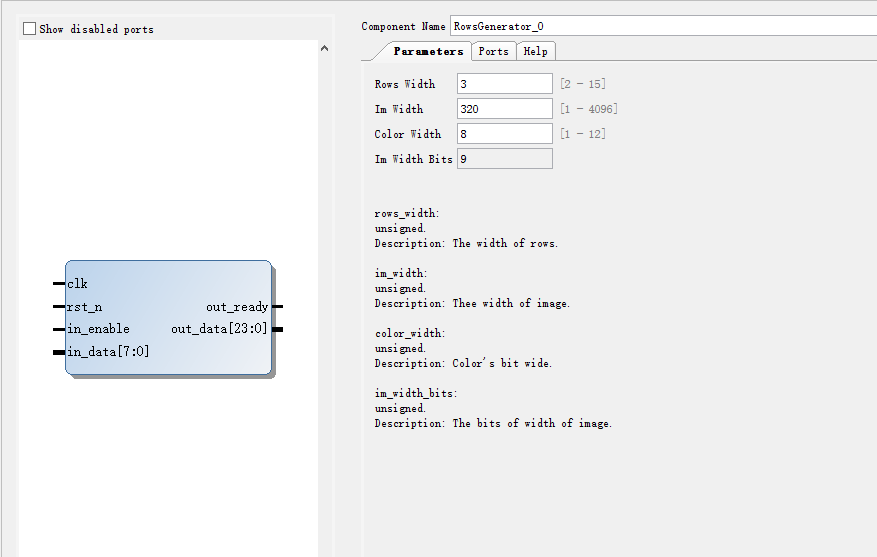 Show disabled ports
clk
rst_n
in_enable
in_data[7:0]
out_ready
out_data[23:0]
Component Name RowsGenerator_0
Parameters Ports Help
Rows Width 3 [2 - 15]
Im Width 320 [1 - 4096]
Color Width 8 [1 - 12]
Im Width Bits 9
rows_width:
unsigned.
Description: The width of rows.
im_width:
unsigned.
Description: Thee width of image.
color_width:
unsigned.
Description: Color's bit wide.
im_width_bits:
unsigned.
Description: The bits of width of image.